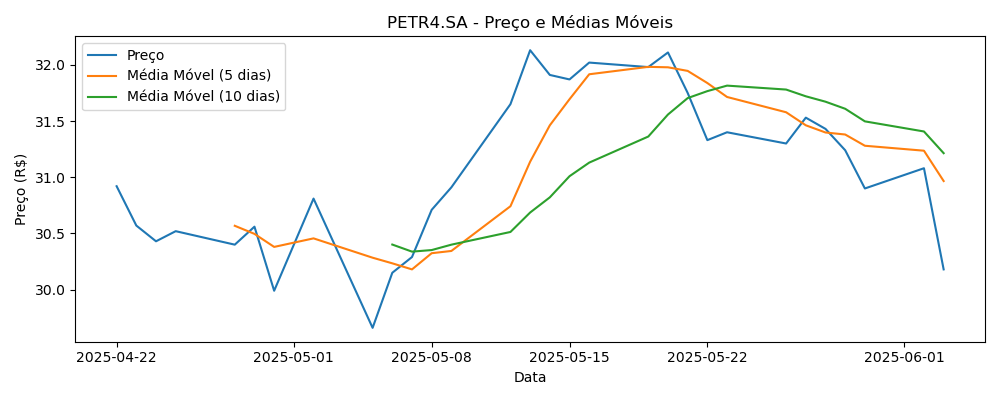 PETR4.SA - Preço e Médias Móveis
Preço
Média Móvel (5 dias)
Média Móvel (10 dias)
Preço (R$)
32.0
31.5
31.0
30.5
30.0
2025-04-22 2025-05-01 2025-05-08 2025-05-15 2025-05-22 2025-06-01
Data